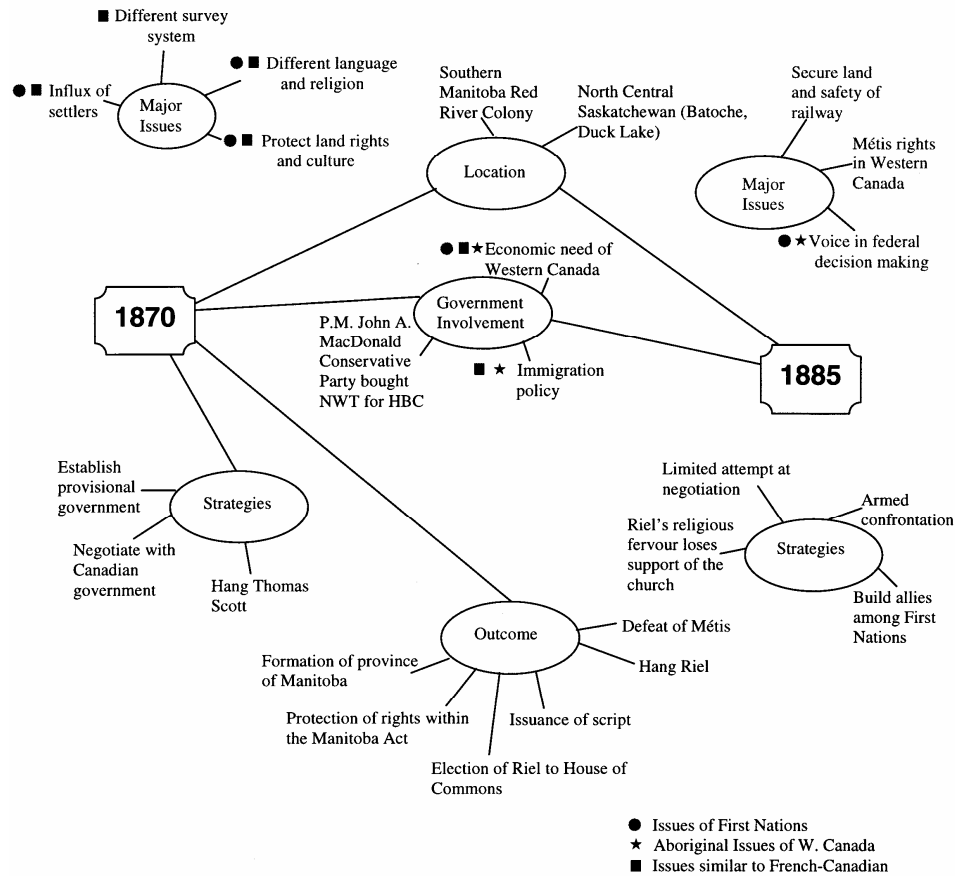 ■ Different survey
system
● ■ Different language
and religion
● ■ Influx of
settlers
Major
Issues
● ■ Protect land rights
and culture
Southern
Manitoba Red
River Colony
North Central
Saskatchewan (Batoche,
Duck Lake)
Location
Secure land
and safety of
railway
Métis rights
in Western
Canada
Major
Issues
● ★ Voice in federal
decision making
● ■ ★ Economic need of
Western Canada
Government
Involvement
1870
P.M. John A.
MacDonald
Conservative
Party bought
NWT for HBC
■ ★ Immigration
policy
1885
Establish
provisional
government
Strategies
Negotiate with
Canadian
government
Hang Thomas
Scott
Limited attempt at
negotiation
Armed
confrontation
Riel's religious
fervour loses
support of the
church
Strategies
Build allies
among First
Nations
Outcome
Defeat of Métis
Hang Riel
Formation of province
of Manitoba
Protection of rights within
the Manitoba Act
Issuance of script
Election of Riel to House of
Commons
● Issues of First Nations
★ Aboriginal Issues of W. Canada
■ Issues similar to French-Canadian